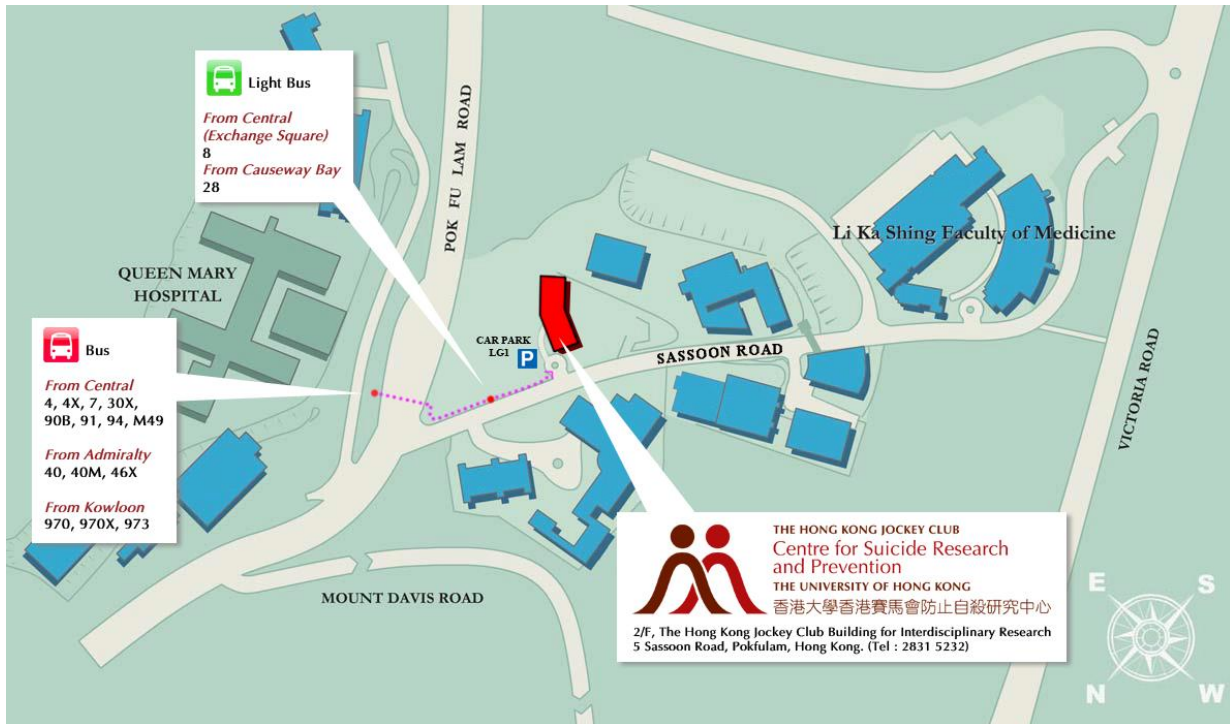 Light Bus
From Central
(Exchange Square)
8
From Causeway Bay
28
POK FU LAM ROAD
QUEEN MARY
HOSPITAL
Bus
From Central
4, 4X, 7, 30X,
90B, 91, 94, M49
From Admiralty
40, 40M, 46X
From Kowloon
970, 970X, 973
CAR PARK
LG1
P
SASSOON ROAD
Li Ka Shing Faculty of Medicine
VICTORIA ROAD
MOUNT DAVIS ROAD
THE HONG KONG JOCKEY CLUB
Centre for Suicide Research
and Prevention
THE UNIVERSITY OF HONG KONG
香港大學香港賽馬會防止自殺研究中心
2/F, The Hong Kong Jockey Club Building for Interdisciplinary Research
5 Sassoon Road, Pokfulam, Hong Kong. (Tel : 2831 5232)
E S
N W